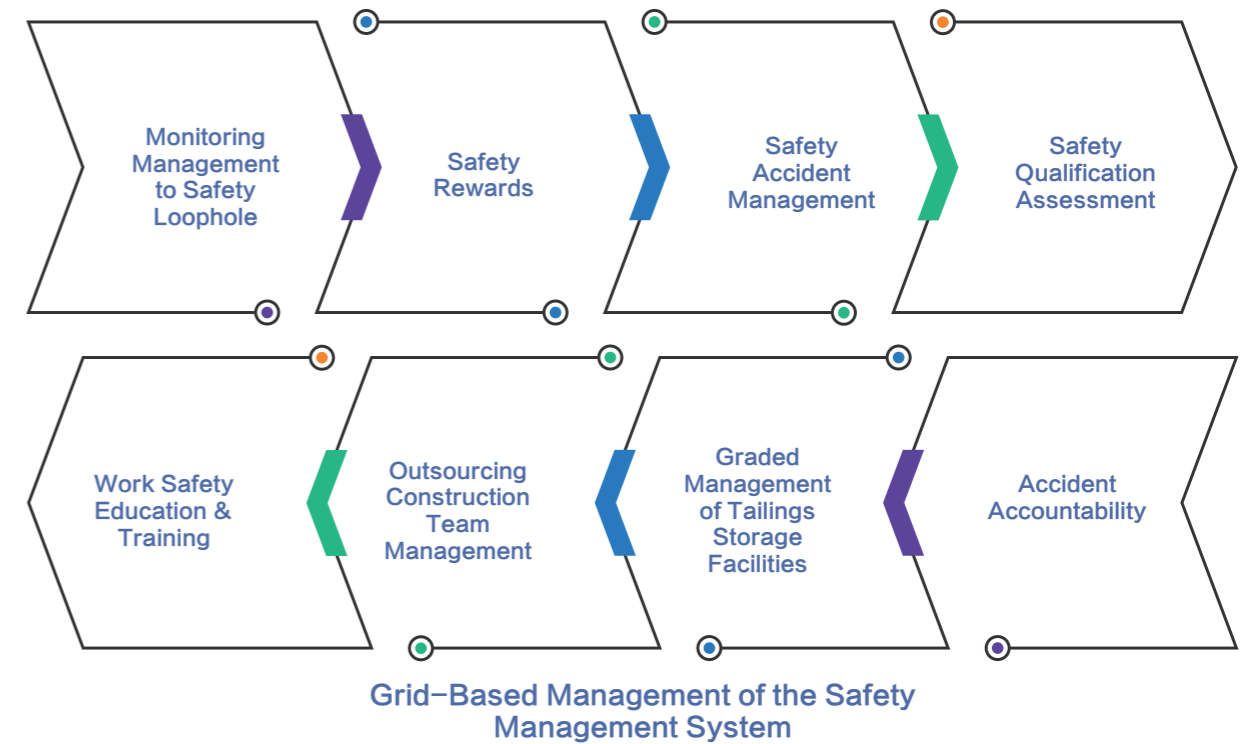 Monitoring
Management
to Safety
Loophole
Safety
Rewards
Safety
Accident
Management
Safety
Qualification
Assessment
Work Safety
Education &
Training
Outsourcing
Construction
Team
Management
Graded
Management
of Tailings
Storage
Facilities
Accident
Accountability
Grid-Based Management of the Safety
Management System